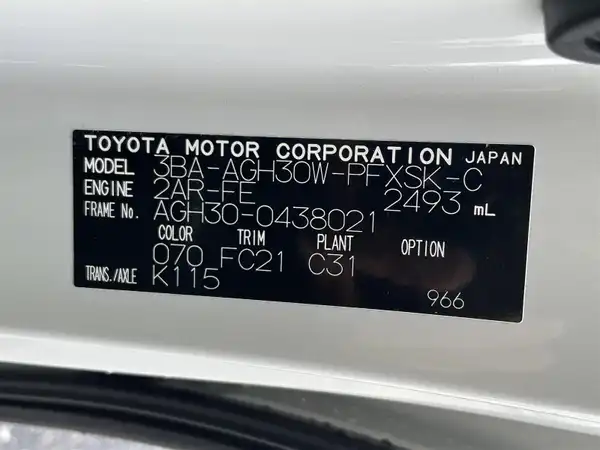 TOYOTA MOTOR CORPORATION JAPAN
MODEL 3BA-AGH30W-PFXSK-C
ENGINE 2AR-FE 2493 mL
FRAME No. AGH30-0438021
COLOR TRIM PLANT OPTION
070 FC21 C31
TRANS./AXLE K115
966